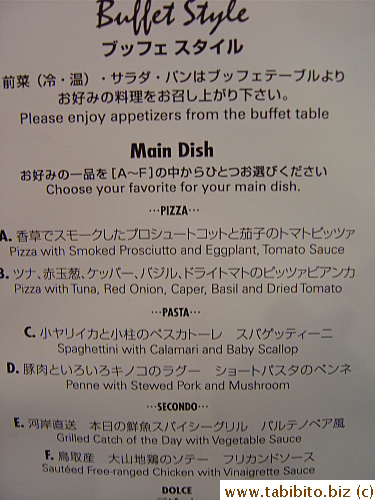 Buffet Style
ブッフェ スタイル
前菜（冷・温）・サラダ・パンはブッフェテーブルより
お好みの料理をお召し上がり下さい。
Please enjoy appetizers from the buffet table
Main Dish
お好みの一品を［A〜F］の中からひとつお選びください
Choose your favorite for your main dish.
···PIZZA···
A. 香草でスモークしたプロシュートコットと茄子のトマトピッツァ
Pizza with Smoked Prosciutto and Eggplant, Tomato Sauce
B. ツナ、赤玉葱、ケッパー、バジル、ドライトマトのピッツァビアンカ
Pizza with Tuna, Red Onion, Caper, Basil and Dried Tomato
···PASTA···
C. 小ヤリイカと小柱のペスカトーレ　スパゲッティーニ
Spaghettini with Calamari and Baby Scallop
D. 豚肉といろいろキノコのラグー　ショートパスタのペンネ
Penne with Stewed Pork and Mushroom
···SECONDO···
E. 河岸直送　本日の鮮魚スパイシーグリル　パルテノペア風
Grilled Catch of the Day with Vegetable Sauce
F. 鳥取産　大山地鶏のソテー　フリカンドソース
Sautéed Free-ranged Chicken with Vinaigrette Sauce
DOLCE
www.tabibito.biz (c)